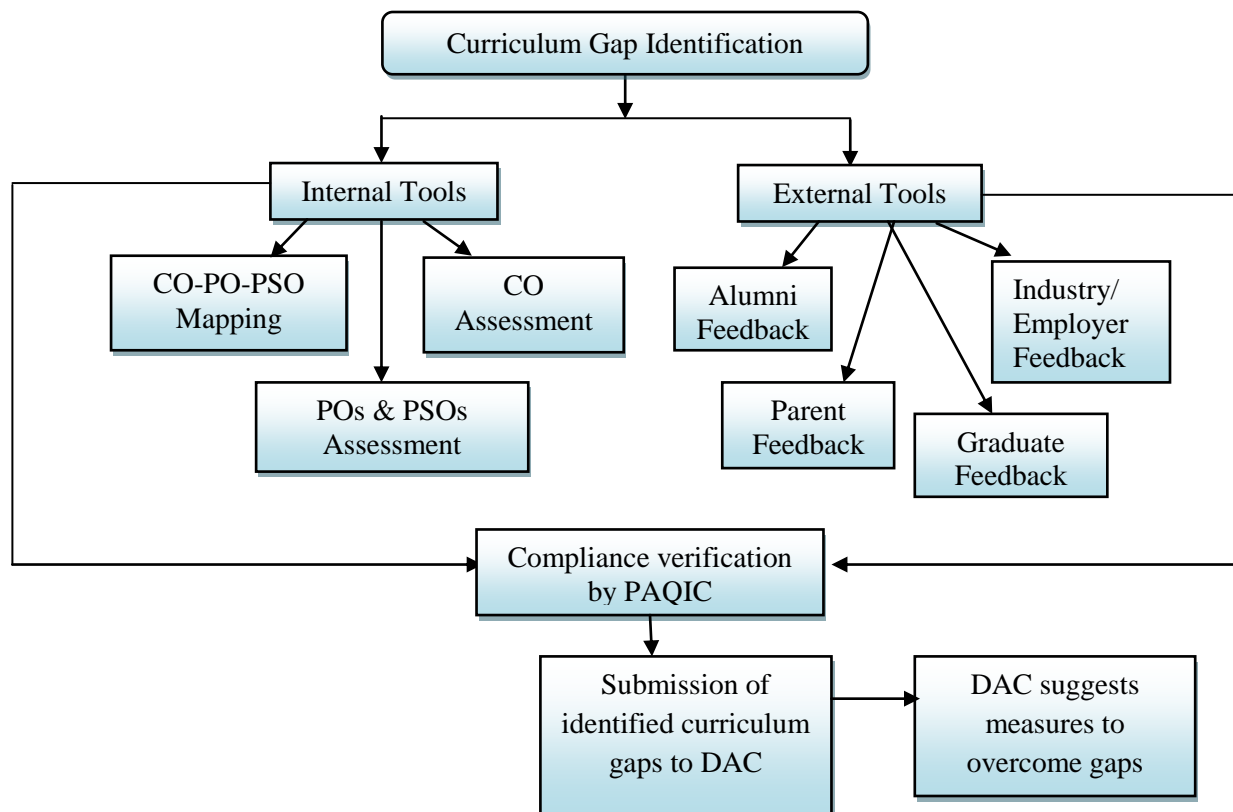 Curriculum Gap Identification
Internal Tools
External Tools
CO-PO-PSO
Mapping
CO
Assessment
POs & PSOs
Assessment
Alumni
Feedback
Industry/
Employer
Feedback
Parent
Feedback
Graduate
Feedback
Compliance verification
by PAQIC
Submission of
identified curriculum
gaps to DAC
DAC suggests
measures to
overcome gaps